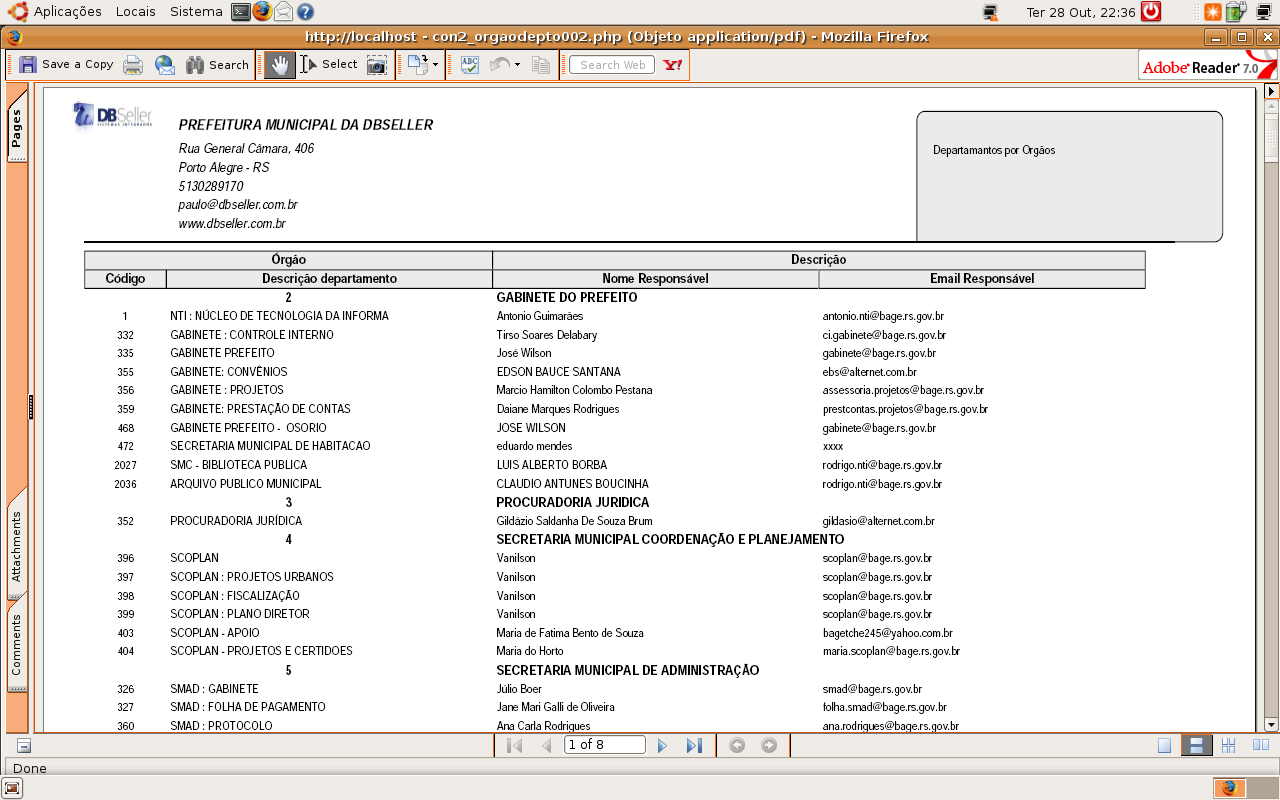 Aplicações Locais Sistema Ter 28 Out, 22:36
http://localhost - con2_orgaodepto002.php (Objeto application/pdf) - Mozilla Firefox
Save a Copy Search Select Search Web Y! Adobe Reader 7.0
Pages
Attachments
Comments
DBSeller
SISTEMAS INTEGRADOS
PREFEITURA MUNICIPAL DA DBSELLER
Rua General Câmara, 406
Porto Alegre - RS
5130289170
paulo@dbseller.com.br
www.dbseller.com.br
Departamantos por Orgãos
Órgão Descrição
Código Descrição departamento Nome Responsável Email Responsável
2 GABINETE DO PREFEITO
1 NTI : NÚCLEO DE TECNOLOGIA DA INFORMA Antonio Guimarães antonio.nti@bage.rs.gov.br
332 GABINETE : CONTROLE INTERNO Tirso Soares Delabary ci.gabinete@bage.rs.gov.br
335 GABINETE PREFEITO José Wilson gabinete@bage.rs.gov.br
355 GABINETE: CONVÊNIOS EDSON BAUCE SANTANA ebs@alternet.com.br
356 GABINETE : PROJETOS Marcio Hamilton Colombo Pestana assessoria.projetos@bage.rs.gov.br
359 GABINETE: PRESTAÇÃO DE CONTAS Daiane Marques Rodrigues prestcontas.projetos@bage.rs.gov.br
468 GABINETE PREFEITO - OSORIO JOSE WILSON gabinete@bage.rs.gov.br
472 SECRETARIA MUNICIPAL DE HABITACAO eduardo mendes xxxx
2027 SMC - BIBLIOTECA PUBLICA LUIS ALBERTO BORBA rodrigo.nti@bage.rs.gov.br
2036 ARQUIVO PUBLICO MUNICIPAL CLAUDIO ANTUNES BOUCINHA rodrigo.nti@bage.rs.gov.br
3 PROCURADORIA JURIDICA
352 PROCURADORIA JURÍDICA Gildázio Saldanha De Souza Brum gildasio@alternet.com.br
4 SECRETARIA MUNICIPAL COORDENAÇÃO E PLANEJAMENTO
396 SCOPLAN Vanilson scoplan@bage.rs.gov.br
397 SCOPLAN : PROJETOS URBANOS Vanilson scoplan@bage.rs.gov.br
398 SCOPLAN : FISCALIZAÇÃO Vanilson scoplan@bage.rs.gov.br
399 SCOPLAN : PLANO DIRETOR Vanilson scoplan@bage.rs.gov.br
403 SCOPLAN - APOIO Maria de Fatima Bento de Souza bagetche245@yahoo.com.br
404 SCOPLAN - PROJETOS E CERTIDOES Maria do Horto maria.scoplan@bage.rs.gov.br
5 SECRETARIA MUNICIPAL DE ADMINISTRAÇÃO
326 SMAD : GABINETE Júlio Boer smad@bage.rs.gov.br
327 SMAD : FOLHA DE PAGAMENTO Jane Mari Galli de Oliveira folha.smad@bage.rs.gov.br
360 SMAD : PROTOCOLO Ana Carla Rodrigues ana.rodrigues@bage.rs.gov.br
1 of 8
Done